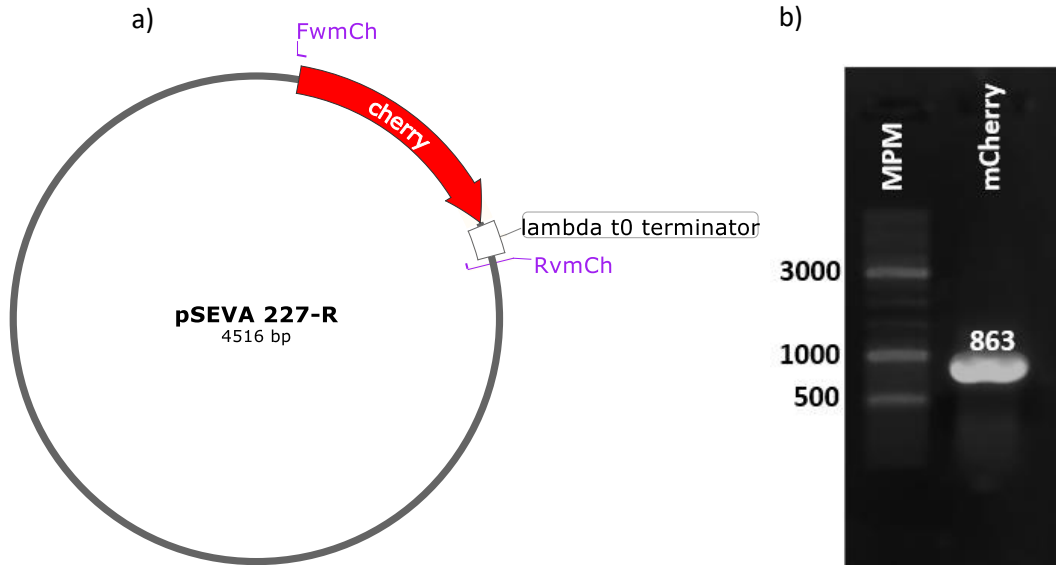 a)
FwmCh
cherry
lambda t0 terminator
RvmCh
pSEVA 227-R
4516 bp
b)
MPM
mCherry
3000
1000
863
500